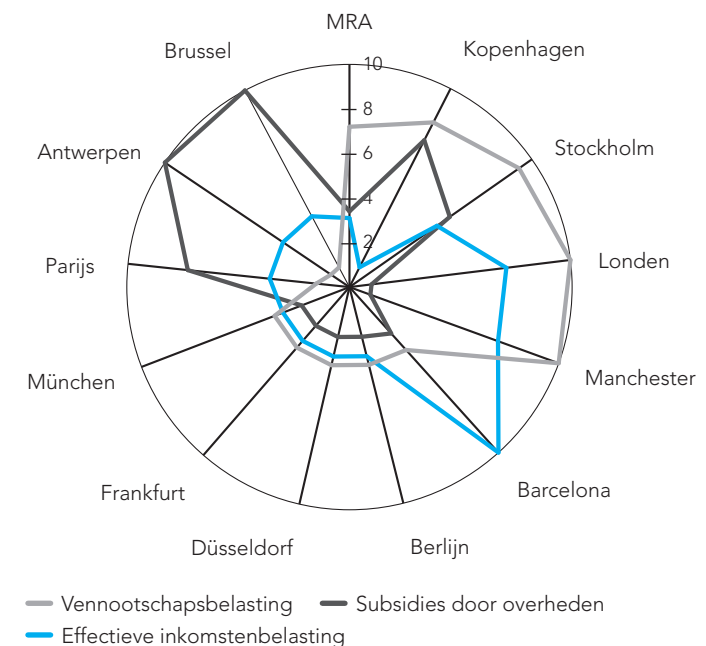 MRA
Kopenhagen
Brussel
10
8
Antwerpen
Stockholm
6
4
2
Parijs
Londen
München
Manchester
Frankfurt
Barcelona
Düsseldorf
Berlijn
Vennootschapsbelasting
Subsidies door overheden
Effectieve inkomstenbelasting